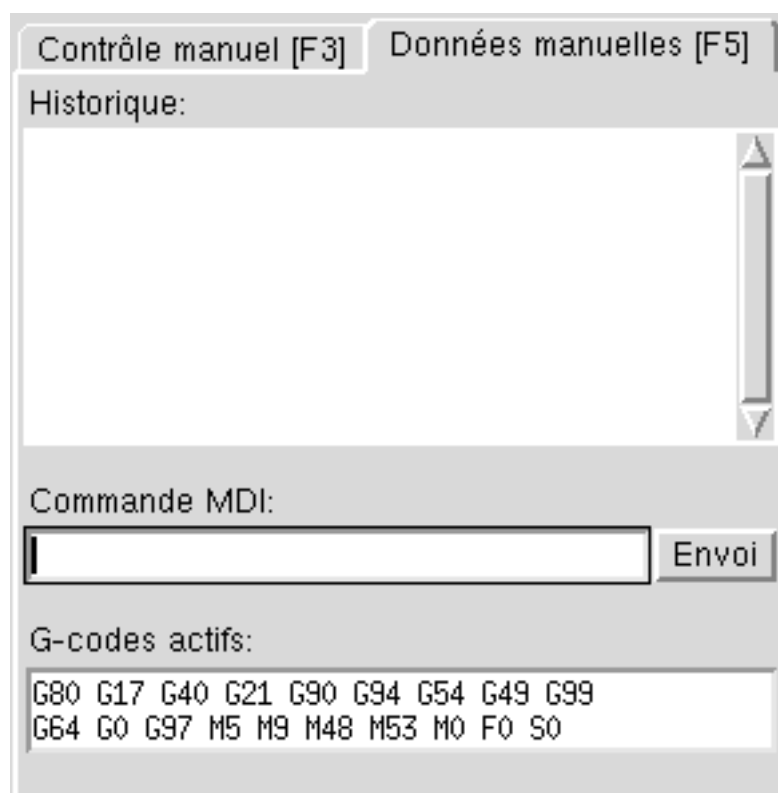 Contrôle manuel [F3] Données manuelles [F5]
Historique:
Commande MDI:
Envoi
G-codes actifs:
G80 G17 G40 G21 G90 G94 G54 G49 G99
G64 G0 G97 M5 M9 M48 M53 M0 F0 S0